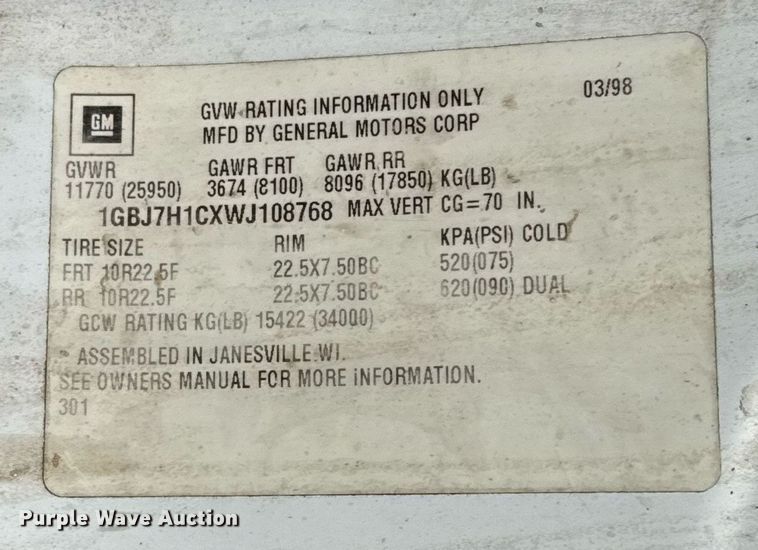 GM
GVW RATING INFORMATION ONLY 03/98
MFD BY GENERAL MOTORS CORP
GVWR GAWR FRT GAWR RR
11770 (25950) 3674 (8100) 8096 (17850) KG(LB)
1GBJ7H1CXWJ108768 MAX VERT CG=70 IN.
TIRE SIZE RIM KPA(PSI) COLD
FRT 10R22.5F 22.5X7.50BC 520(075)
RR 10R22.5F 22.5X7.50BC 620(090) DUAL
GCW RATING KG(LB) 15422 (34000)
ASSEMBLED IN JANESVILLE WI.
SEE OWNERS MANUAL FOR MORE INFORMATION.
301
Purple Wave Auction